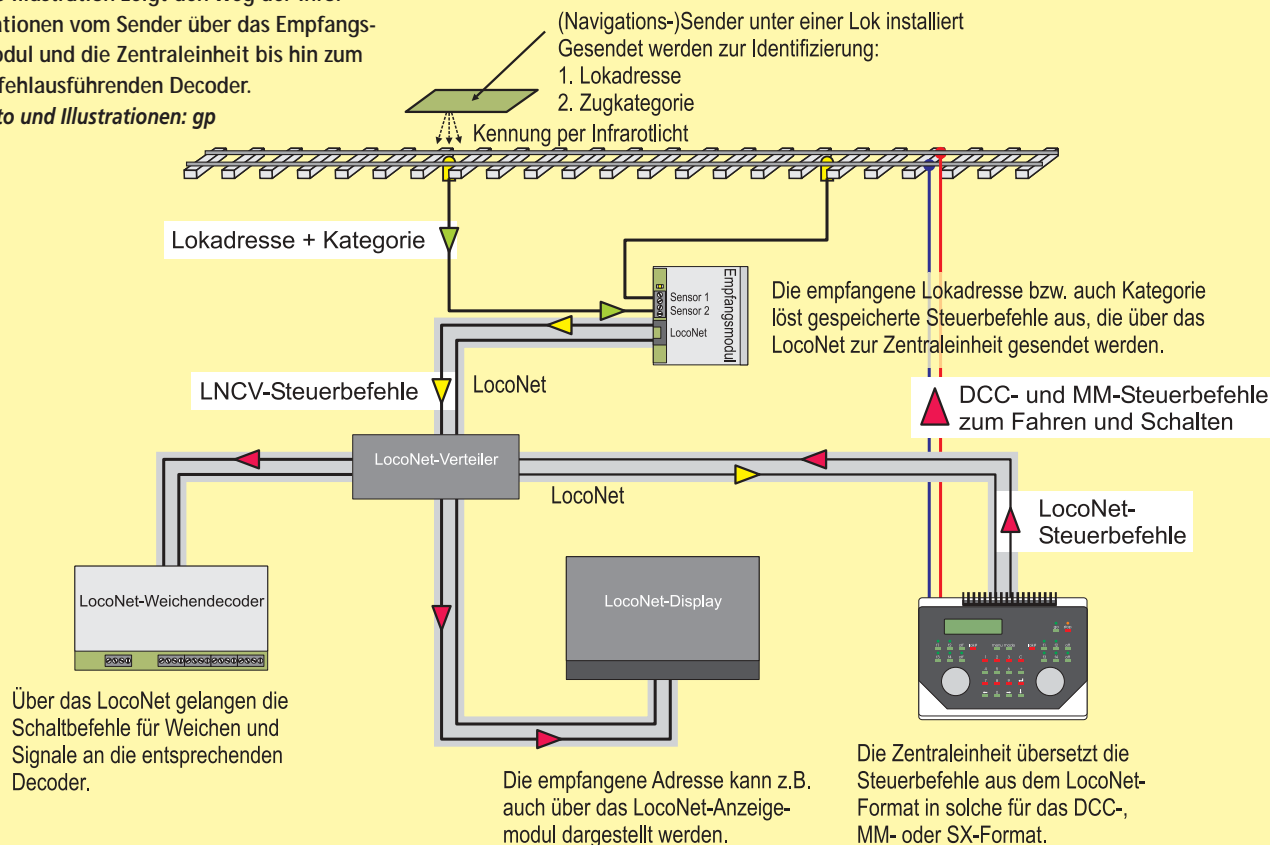 ationen vom Sender über das Empfangs-
und die Zentraleinheit bis hin zum
Decoder.
und Illustrationen: gp
(Navigations-)Sender unter einer Lok installiert
Gesendet werden zur Identifizierung:
1. Lokadresse
2. Zugkategorie
Kennung per Infrarotlicht
Lokadresse + Kategorie
Empfangsmodul
Sensor 1
Sensor 2
LocoNet
Die empfangene Lokadresse bzw. auch Kategorie
löst gespeicherte Steuerbefehle aus, die über das
LocoNet zur Zentraleinheit gesendet werden.
LNCV-Steuerbefehle
LocoNet
DCC- und MM-Steuerbefehle
zum Fahren und Schalten
LocoNet-Verteiler
LocoNet
LocoNet-
Steuerbefehle
LocoNet-Weichendecoder
LocoNet-Display
Über das LocoNet gelangen die
Schaltbefehle für Weichen und
Signale an die entsprechenden
Decoder.
Die empfangene Adresse kann z.B.
auch über das LocoNet-Anzeige-
modul dargestellt werden.
Die Zentraleinheit übersetzt die
Steuerbefehle aus dem LocoNet-
Format in solche für das DCC-,
MM- oder SX-Format.